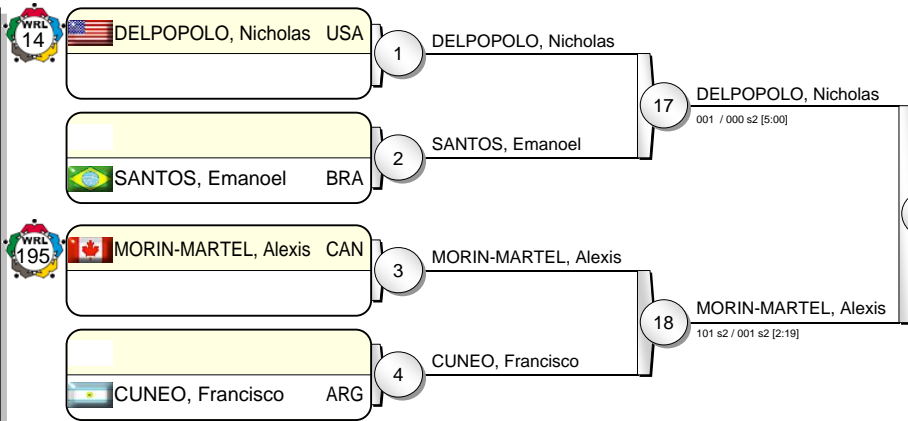 WRL
14
DELPOPOLO, Nicholas USA
1
DELPOPOLO, Nicholas
17
DELPOPOLO, Nicholas
001 / 000 s2 [5:00]
2
SANTOS, Emanoel
SANTOS, Emanoel BRA
WRL
195
MORIN-MARTEL, Alexis CAN
3
MORIN-MARTEL, Alexis
18
MORIN-MARTEL, Alexis
101 s2 / 001 s2 [2:19]
4
CUNEO, Francisco
CUNEO, Francisco ARG